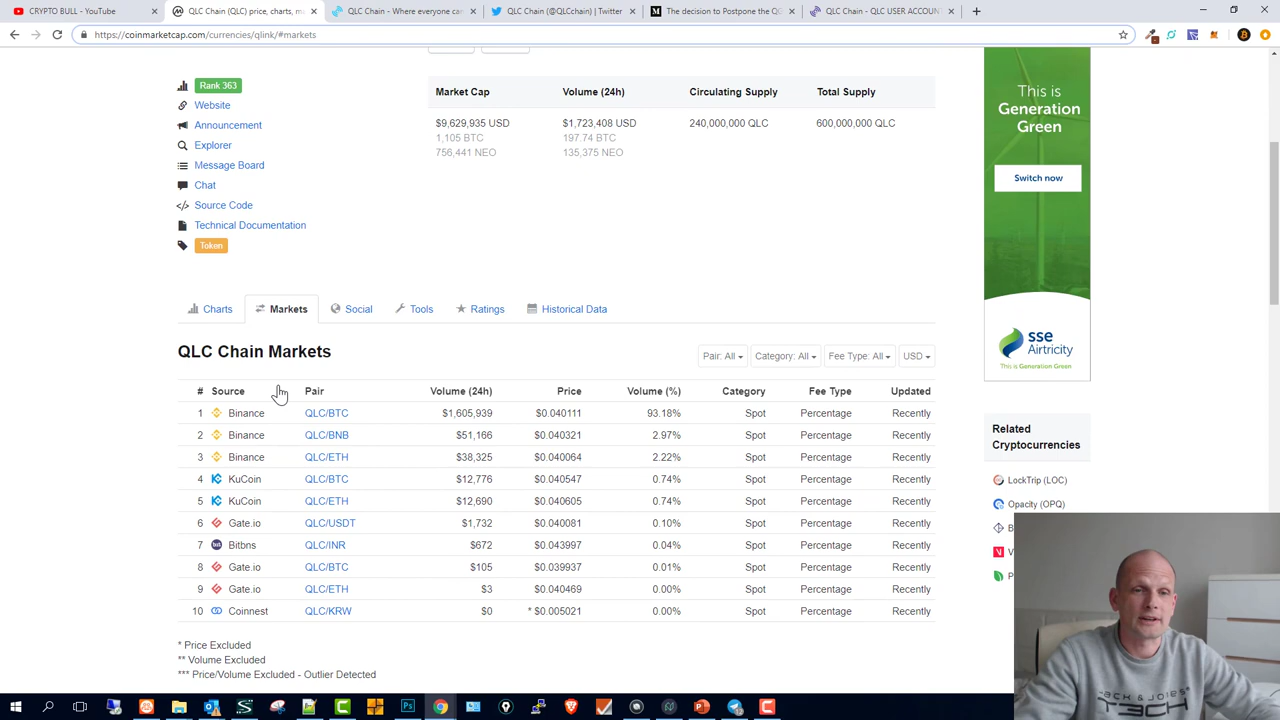 CRYPTO BULL - YouTube
QLC Chain (QLC) price, charts, m
QLC Chain - Where everyone ca
QLC Chain (@QLCchain) | Twitter
The decision to Postpone the Q
QLC Chain - QLC USER ACCOUN
https://coinmarketcap.com/currencies/qlink/#markets
Rank 363
Website
Announcement
Explorer
Message Board
Chat
Source Code
Technical Documentation
Token
Market Cap Volume (24h) Circulating Supply Total Supply
$9,629,935 USD $1,723,408 USD 240,000,000 QLC 600,000,000 QLC
1,105 BTC 197.74 BTC
756,441 NEO 135,375 NEO
This is
Generation
Green
Switch now
sse
Airtricity
This is Generation Green
Charts Markets Social Tools Ratings Historical Data
QLC Chain Markets
Pair: All Category: All Fee Type: All USD
# Source Pair Volume (24h) Price Volume (%) Category Fee Type Updated
1 Binance QLC/BTC $1,605,939 $0.040111 93.18% Spot Percentage Recently
2 Binance QLC/BNB $51,166 $0.040321 2.97% Spot Percentage Recently
3 Binance QLC/ETH $38,325 $0.040064 2.22% Spot Percentage Recently
4 KuCoin QLC/BTC $12,776 $0.040547 0.74% Spot Percentage Recently
5 KuCoin QLC/ETH $12,690 $0.040605 0.74% Spot Percentage Recently
6 Gate.io QLC/USDT $1,732 $0.040081 0.10% Spot Percentage Recently
7 Bitbns QLC/INR $672 $0.043997 0.04% Spot Percentage Recently
8 Gate.io QLC/BTC $105 $0.039937 0.01% Spot Percentage Recently
9 Gate.io QLC/ETH $3 $0.040469 0.00% Spot Percentage Recently
10 Coinnest QLC/KRW $0 * $0.005021 0.00% Spot Percentage Recently
* Price Excluded
** Volume Excluded
*** Price/Volume Excluded - Outlier Detected
Related
Cryptocurrencies
LockTrip (LOC)
Opacity (OPQ)